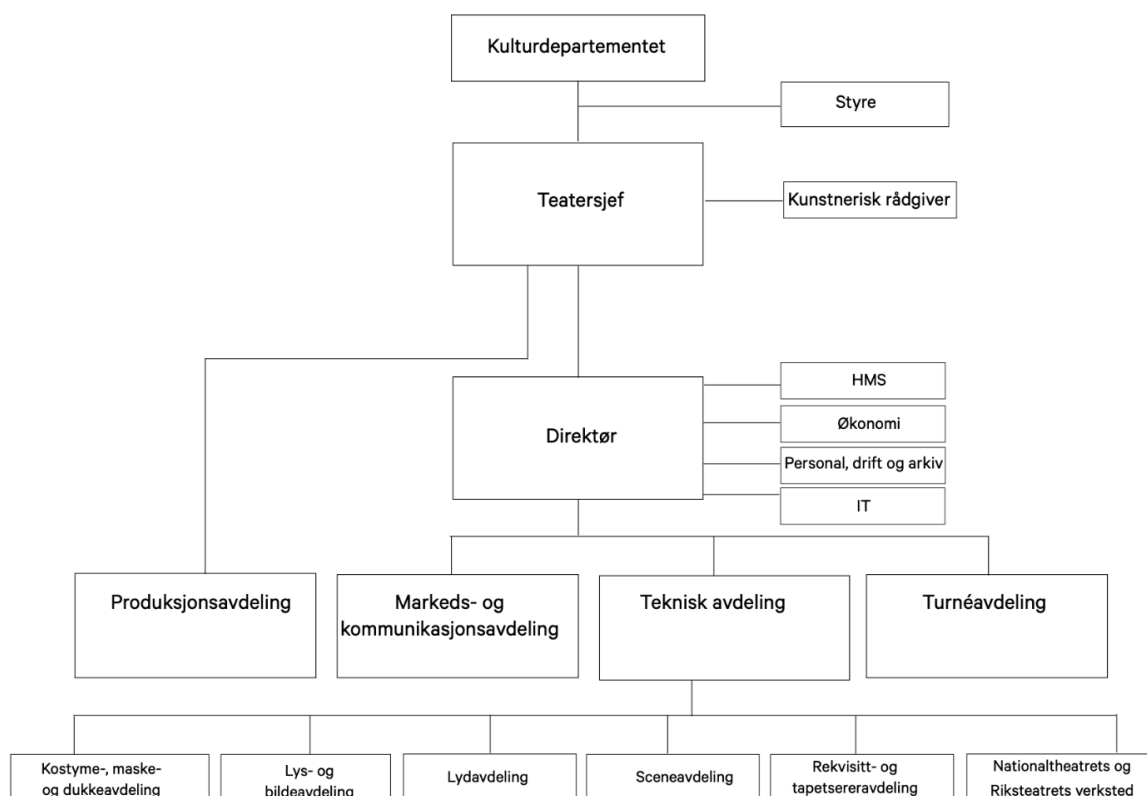 Kulturdepartementet
Styre
Teatersjef
Kunstnerisk rådgiver
HMS
Direktør
Økonomi
Personal, drift og arkiv
IT
Produksjonsavdeling
Markeds- og
kommunikasjonsavdeling
Teknisk avdeling
Turnéavdeling
Kostyme-, maske-
og dukkeavdeling
Lys- og
bildeavdeling
Lydavdeling
Sceneavdeling
Rekvisitt- og
tapetsereravdeling
Nationaltheatrets og
Riksteatrets verksted